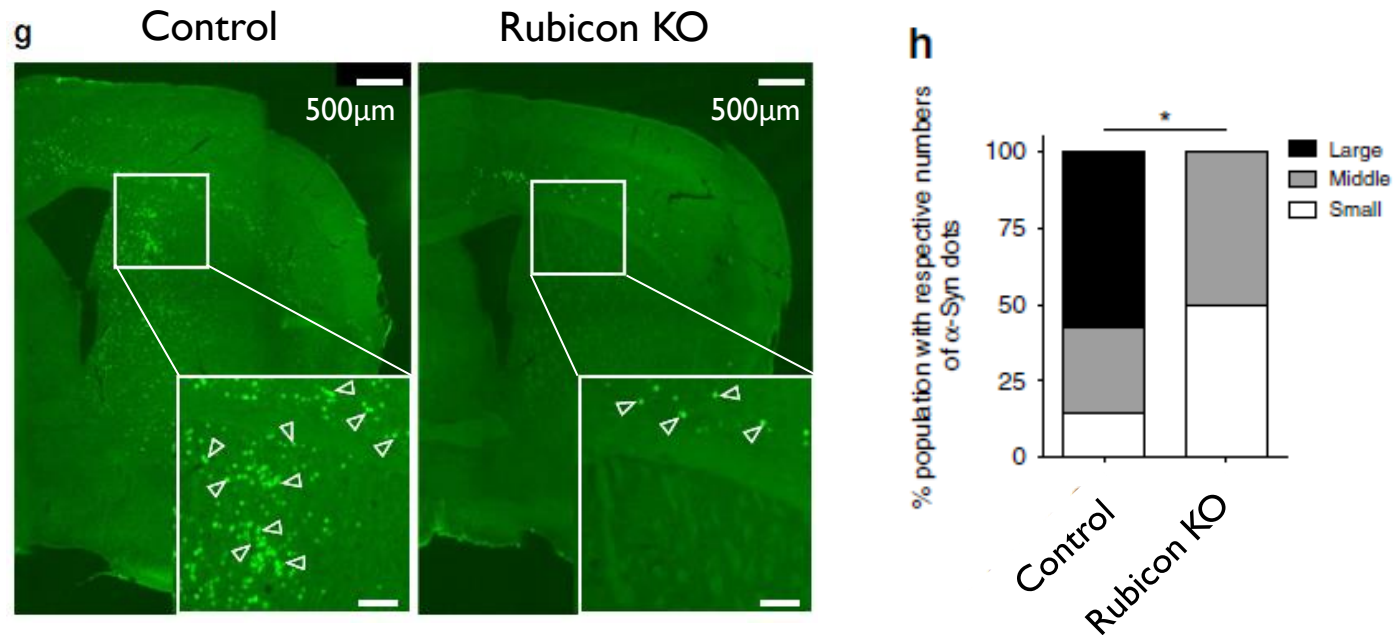 g
Control
Rubicon KO
500µm
500µm
h
% population with respective numbers
of α-Syn dots
*
100
75
50
25
0
Large
Middle
Small
Control
Rubicon KO